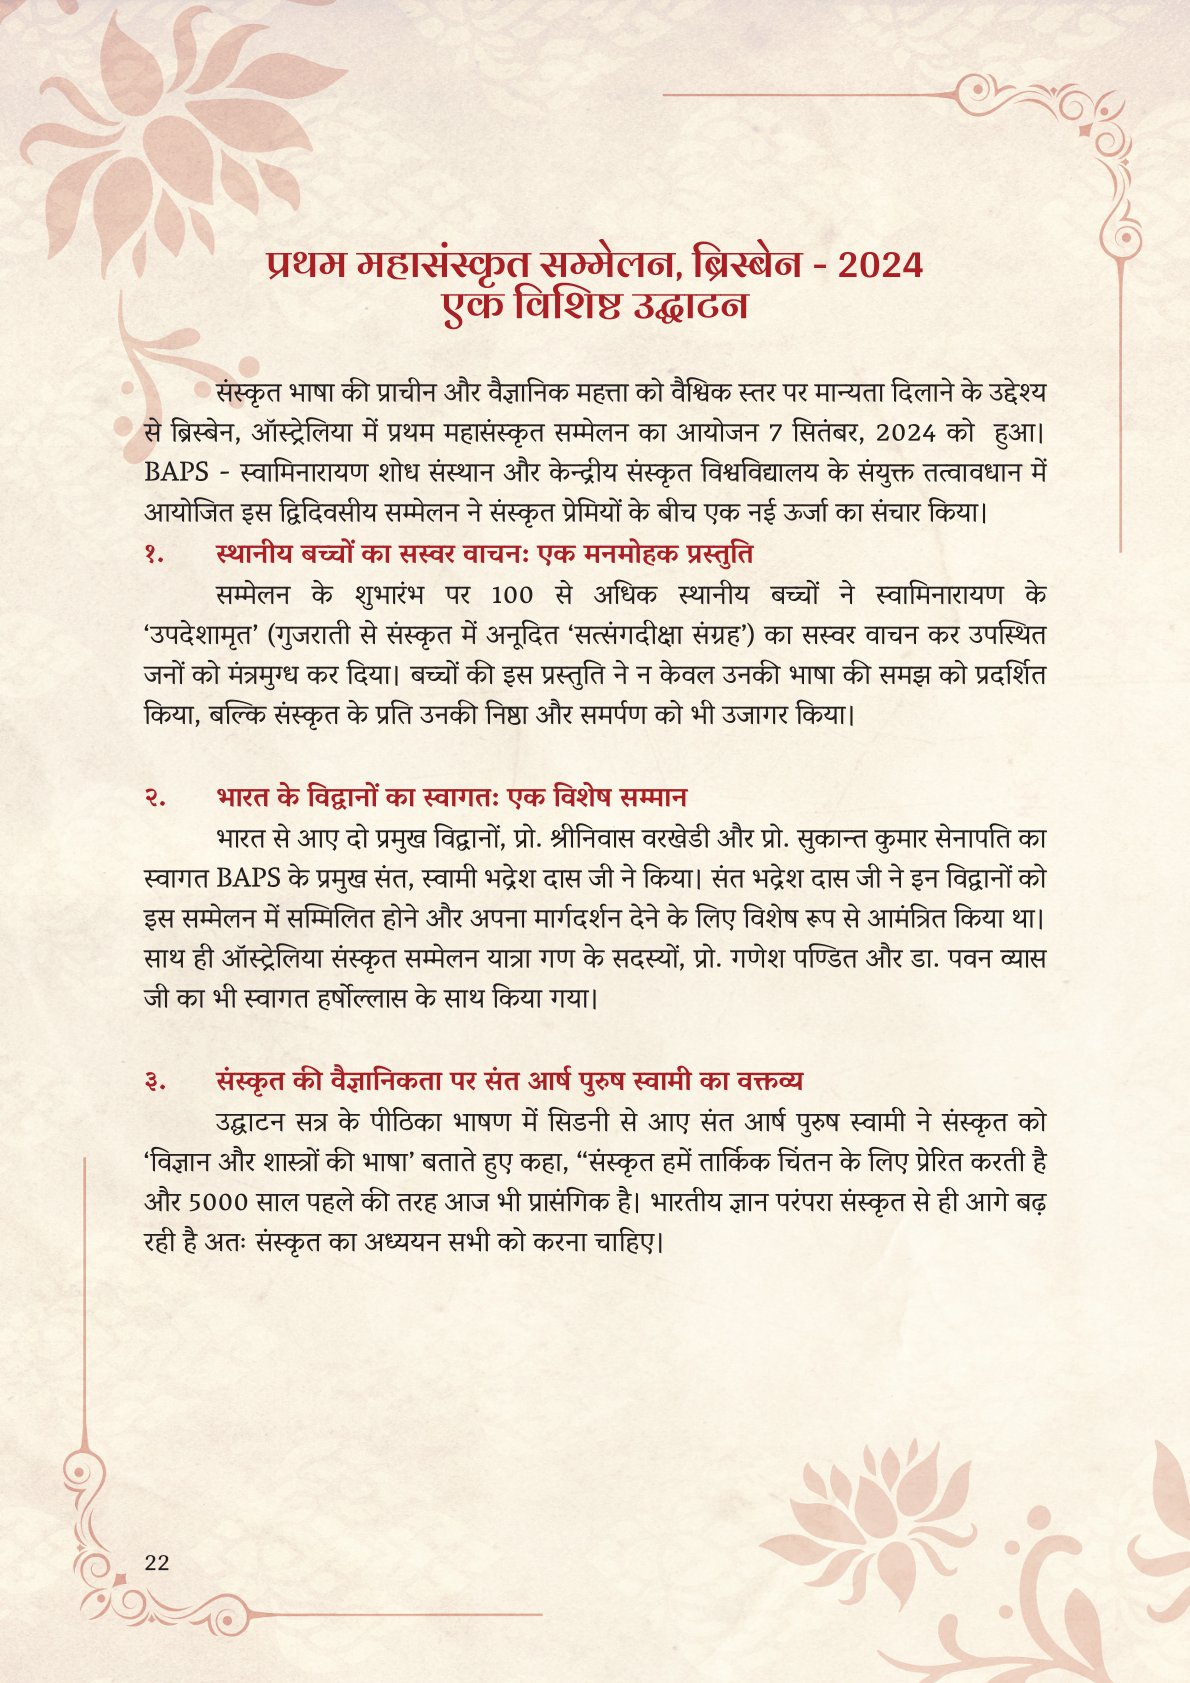 प्रथम महासंस्कृत सम्मेलन, ब्रिस्बेन - 2024
एक विशिष्ट उद्घाटन
संस्कृत भाषा की प्राचीन और वैज्ञानिक महत्ता को वैश्विक स्तर पर मान्यता दिलाने के उद्देश्य
से ब्रिस्बेन, ऑस्ट्रेलिया में प्रथम महासंस्कृत सम्मेलन का आयोजन 7 सितंबर, 2024 को हुआ।
BAPS - स्वामिनारायण शोध संस्थान और केन्द्रीय संस्कृत विश्वविद्यालय के संयुक्त तत्वावधान में
आयोजित इस द्विदिवसीय सम्मेलन ने संस्कृत प्रेमियों के बीच एक नई ऊर्जा का संचार किया।
१. स्थानीय बच्चों का सस्वर वाचनः एक मनमोहक प्रस्तुति
सम्मेलन के शुभारंभ पर 100 से अधिक स्थानीय बच्चों ने स्वामिनारायण के
‘उपदेशामृत’ (गुजराती से संस्कृत में अनूदित ‘सत्संगदीक्षा संग्रह’) का सस्वर वाचन कर उपस्थित
जनों को मंत्रमुग्ध कर दिया। बच्चों की इस प्रस्तुति ने न केवल उनकी भाषा की समझ को प्रदर्शित
किया, बल्कि संस्कृत के प्रति उनकी निष्ठा और समर्पण को भी उजागर किया।
२. भारत के विद्वानों का स्वागतः एक विशेष सम्मान
भारत से आए दो प्रमुख विद्वानों, प्रो. श्रीनिवास वरखेडी और प्रो. सुकान्त कुमार सेनापति का
स्वागत BAPS के प्रमुख संत, स्वामी भद्रेश दास जी ने किया। संत भद्रेश दास जी ने इन विद्वानों को
इस सम्मेलन में सम्मिलित होने और अपना मार्गदर्शन देने के लिए विशेष रूप से आमंत्रित किया था।
साथ ही ऑस्ट्रेलिया संस्कृत सम्मेलन यात्रा गण के सदस्यों, प्रो. गणेश पण्डित और डा. पवन व्यास
जी का भी स्वागत हर्षोल्लास के साथ किया गया।
३. संस्कृत की वैज्ञानिकता पर संत आर्ष पुरुष स्वामी का वक्तव्य
उद्घाटन सत्र के पीठिका भाषण में सिडनी से आए संत आर्ष पुरुष स्वामी ने संस्कृत को
‘विज्ञान और शास्त्रों की भाषा’ बताते हुए कहा, “संस्कृत हमें तार्किक चिंतन के लिए प्रेरित करती है
और 5000 साल पहले की तरह आज भी प्रासंगिक है। भारतीय ज्ञान परंपरा संस्कृत से ही आगे बढ़
रही है अतः संस्कृत का अध्ययन सभी को करना चाहिए।
22